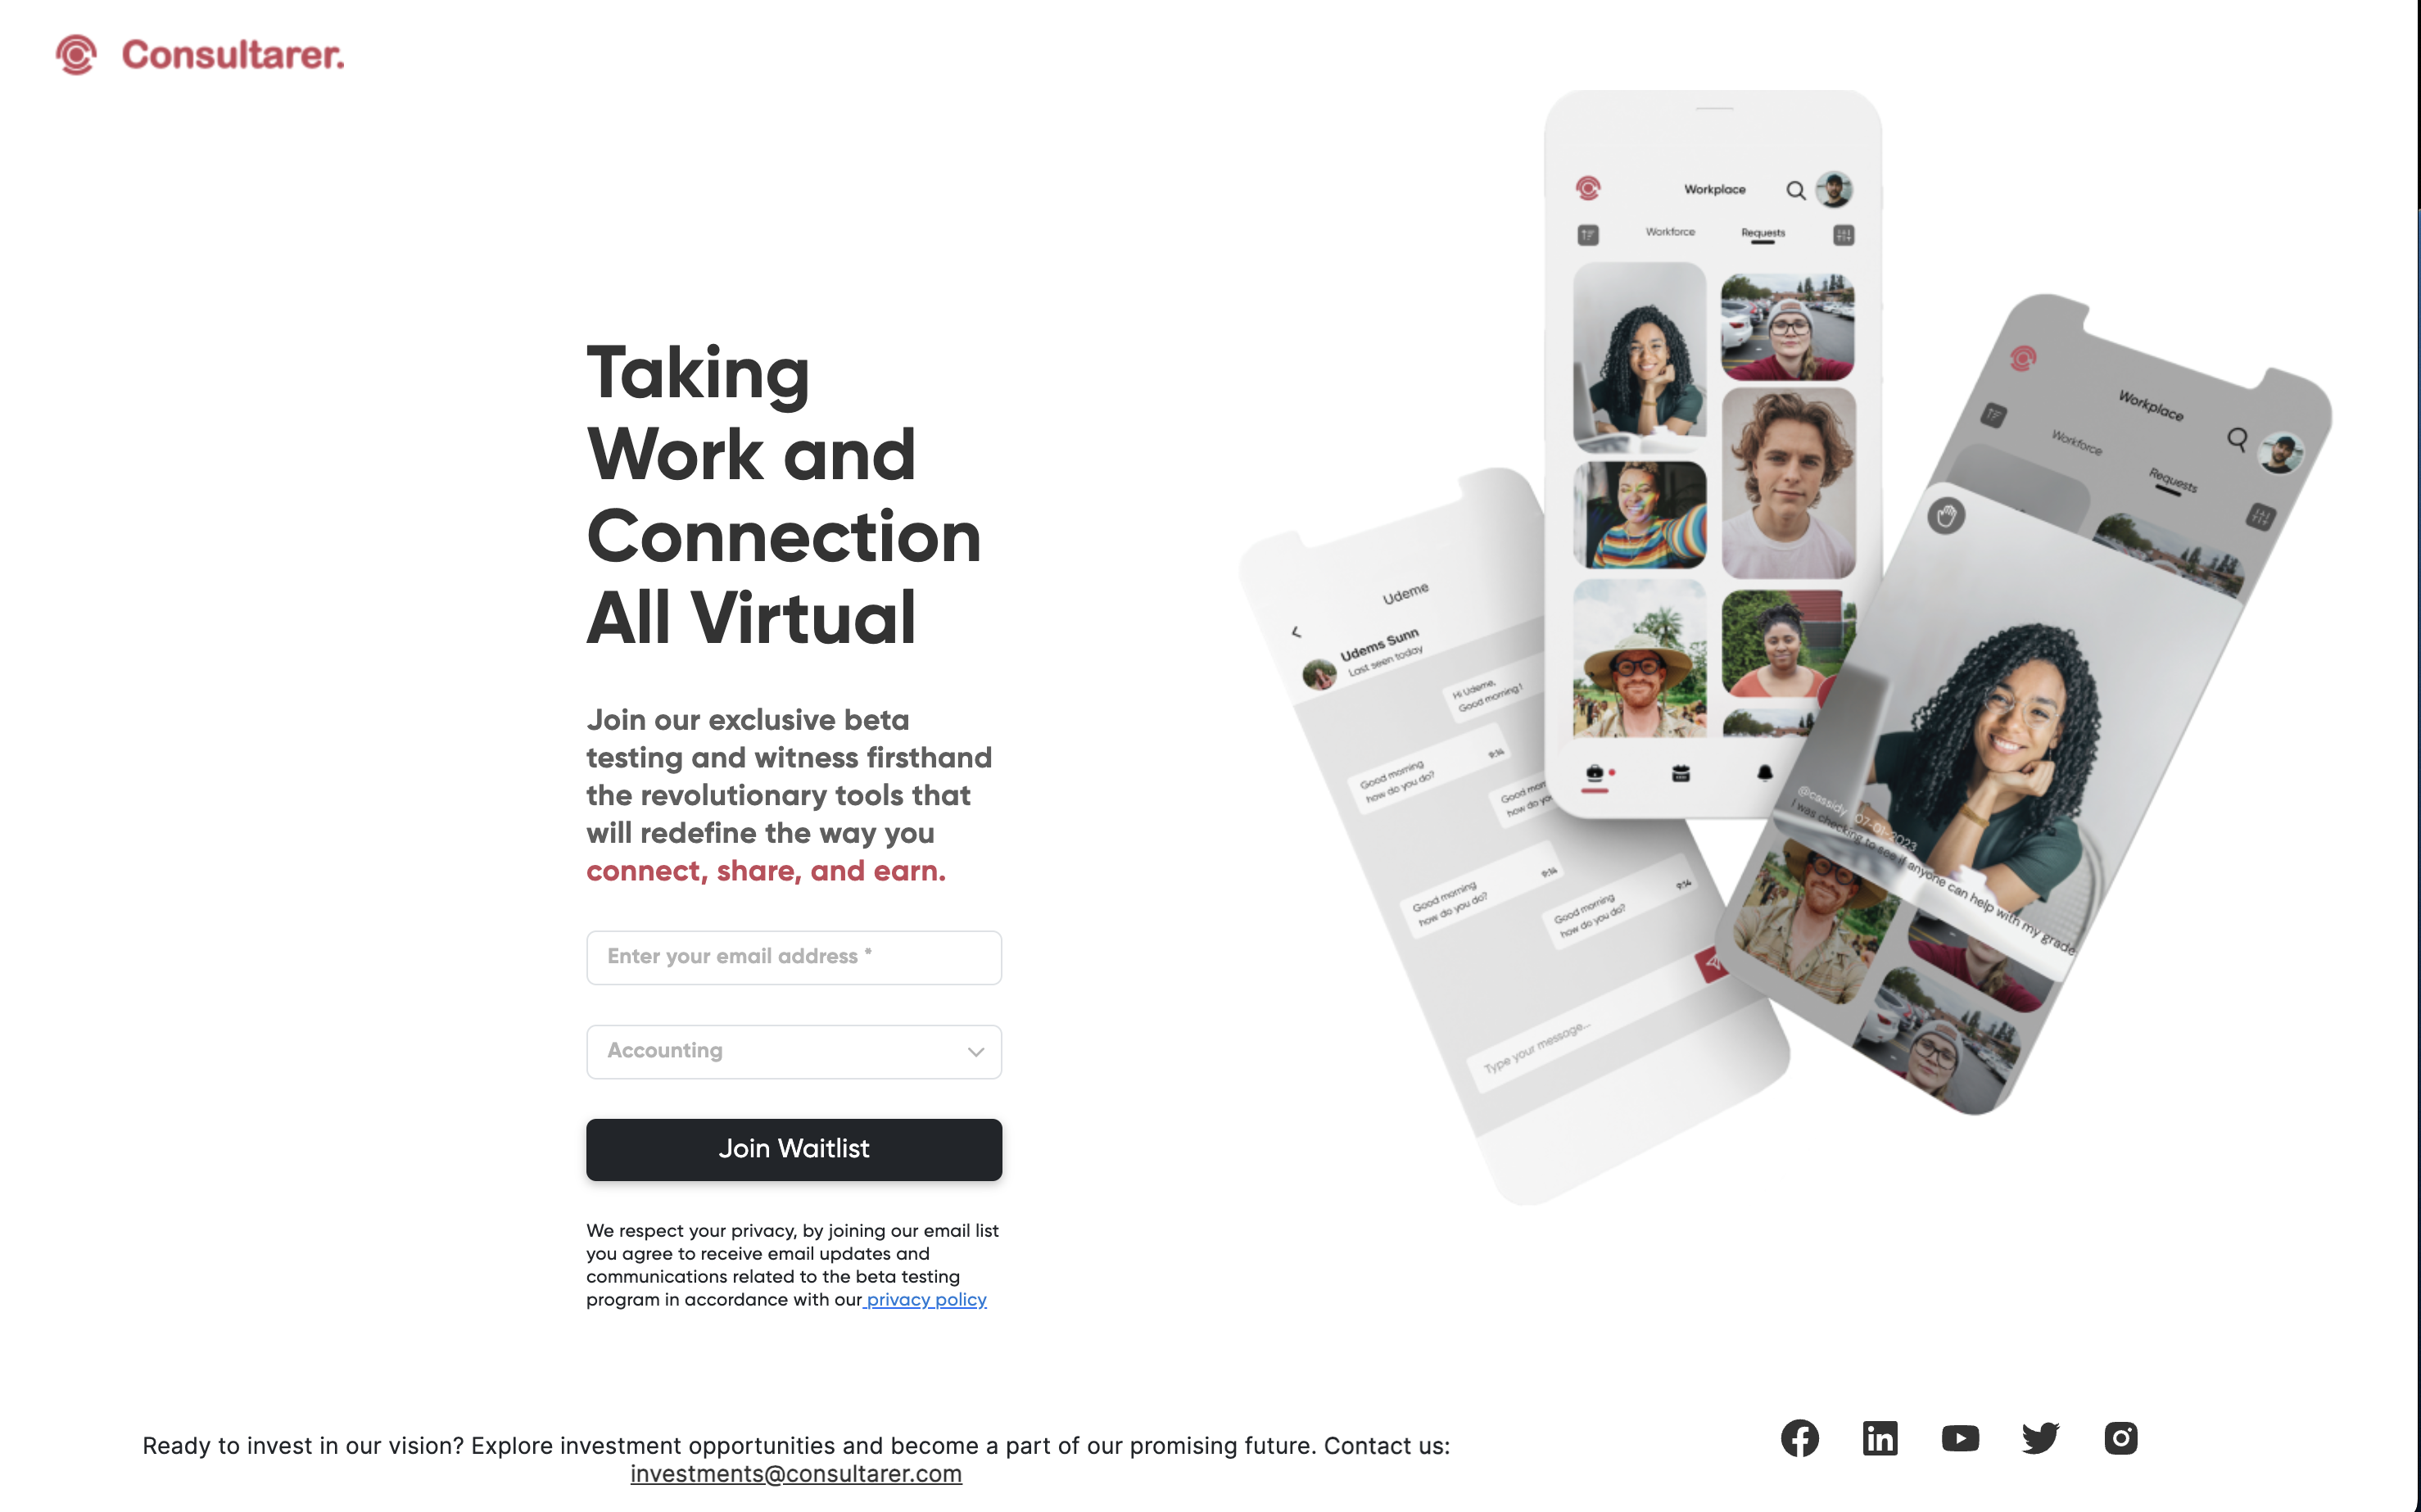 Consultarer.
Taking
Work and
Connection
All Virtual
Join our exclusive beta
testing and witness firsthand
the revolutionary tools that
will redefine the way you
connect, share, and earn.
Enter your email address *
Accounting
Join Waitlist
We respect your privacy, by joining our email list
you agree to receive email updates and
communications related to the beta testing
program in accordance with our privacy policy
Udeme
Udems Sunn
Last seen today
Hi Udeme,
Good morning !
Good morning
how do you do?
9:14
Good mor
how do yo
Good morning
how do you do?
9:14
Good morning
how do you do?
9:14
Type your message...
Workplace
Workforce
Requests
Workplace
Workforce
Requests
@cassidy 07-01-2023
I was checking to see if anyone can help with my grade
Ready to invest in our vision? Explore investment opportunities and become a part of our promising future. Contact us:
investments@consultarer.com